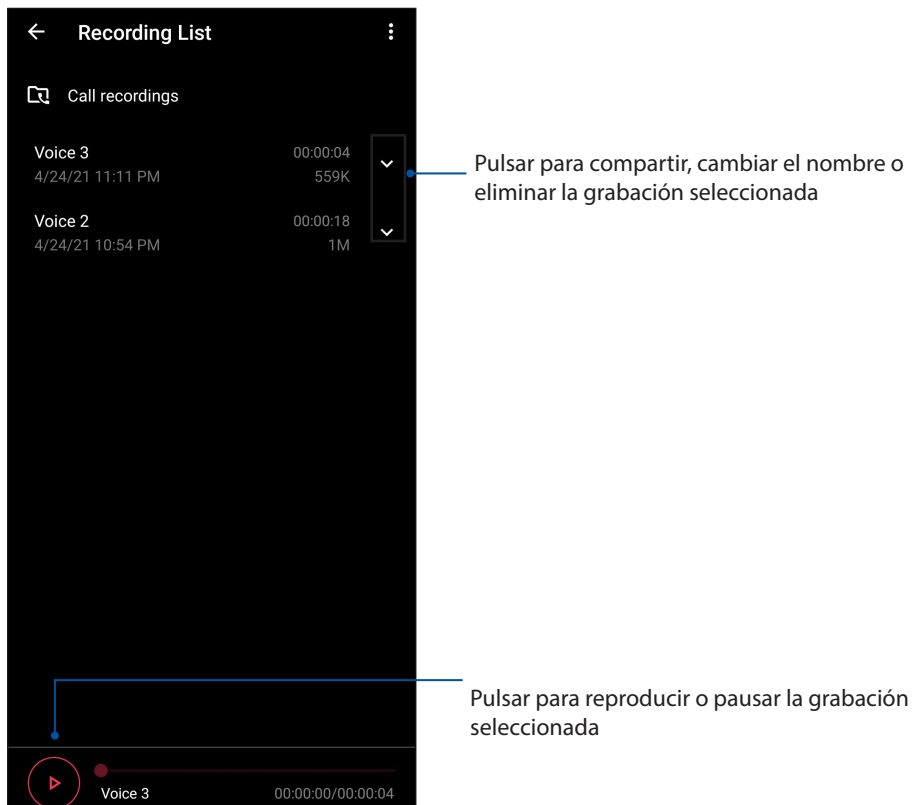 Recording List
Call recordings
Voice 3 00:00:04
4/24/21 11:11 PM 559K
Pulsar para compartir, cambiar el nombre o
eliminar la grabación seleccionada
Voice 2 00:00:18
4/24/21 10:54 PM 1M
Pulsar para reproducir o pausar la grabación
seleccionada
Voice 3 00:00:00/00:00:04